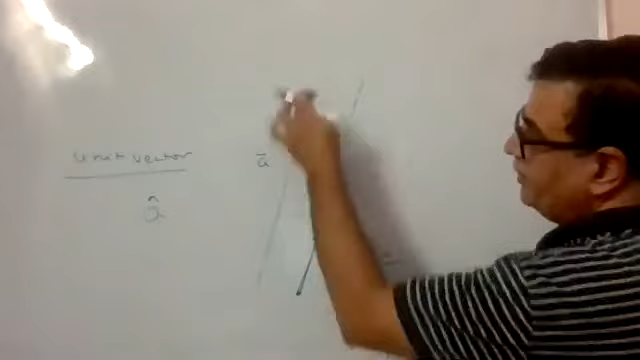 unit vector
ā
â